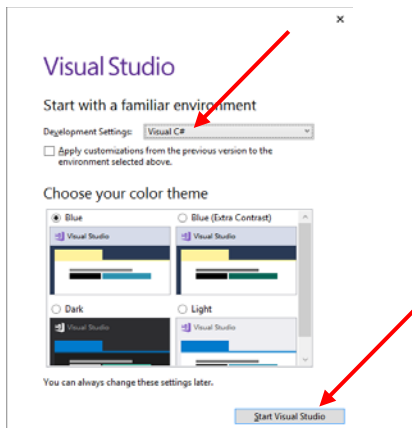 Visual Studio
Start with a familiar environment
Development Settings: Visual C#
Apply customizations from the previous version to the
environment selected above.
Choose your color theme
Blue
Blue (Extra Contrast)
Visual Studio
Visual Studio
Dark
Light
Visual Studio
Visual Studio
You can always change these settings later.
Start Visual Studio